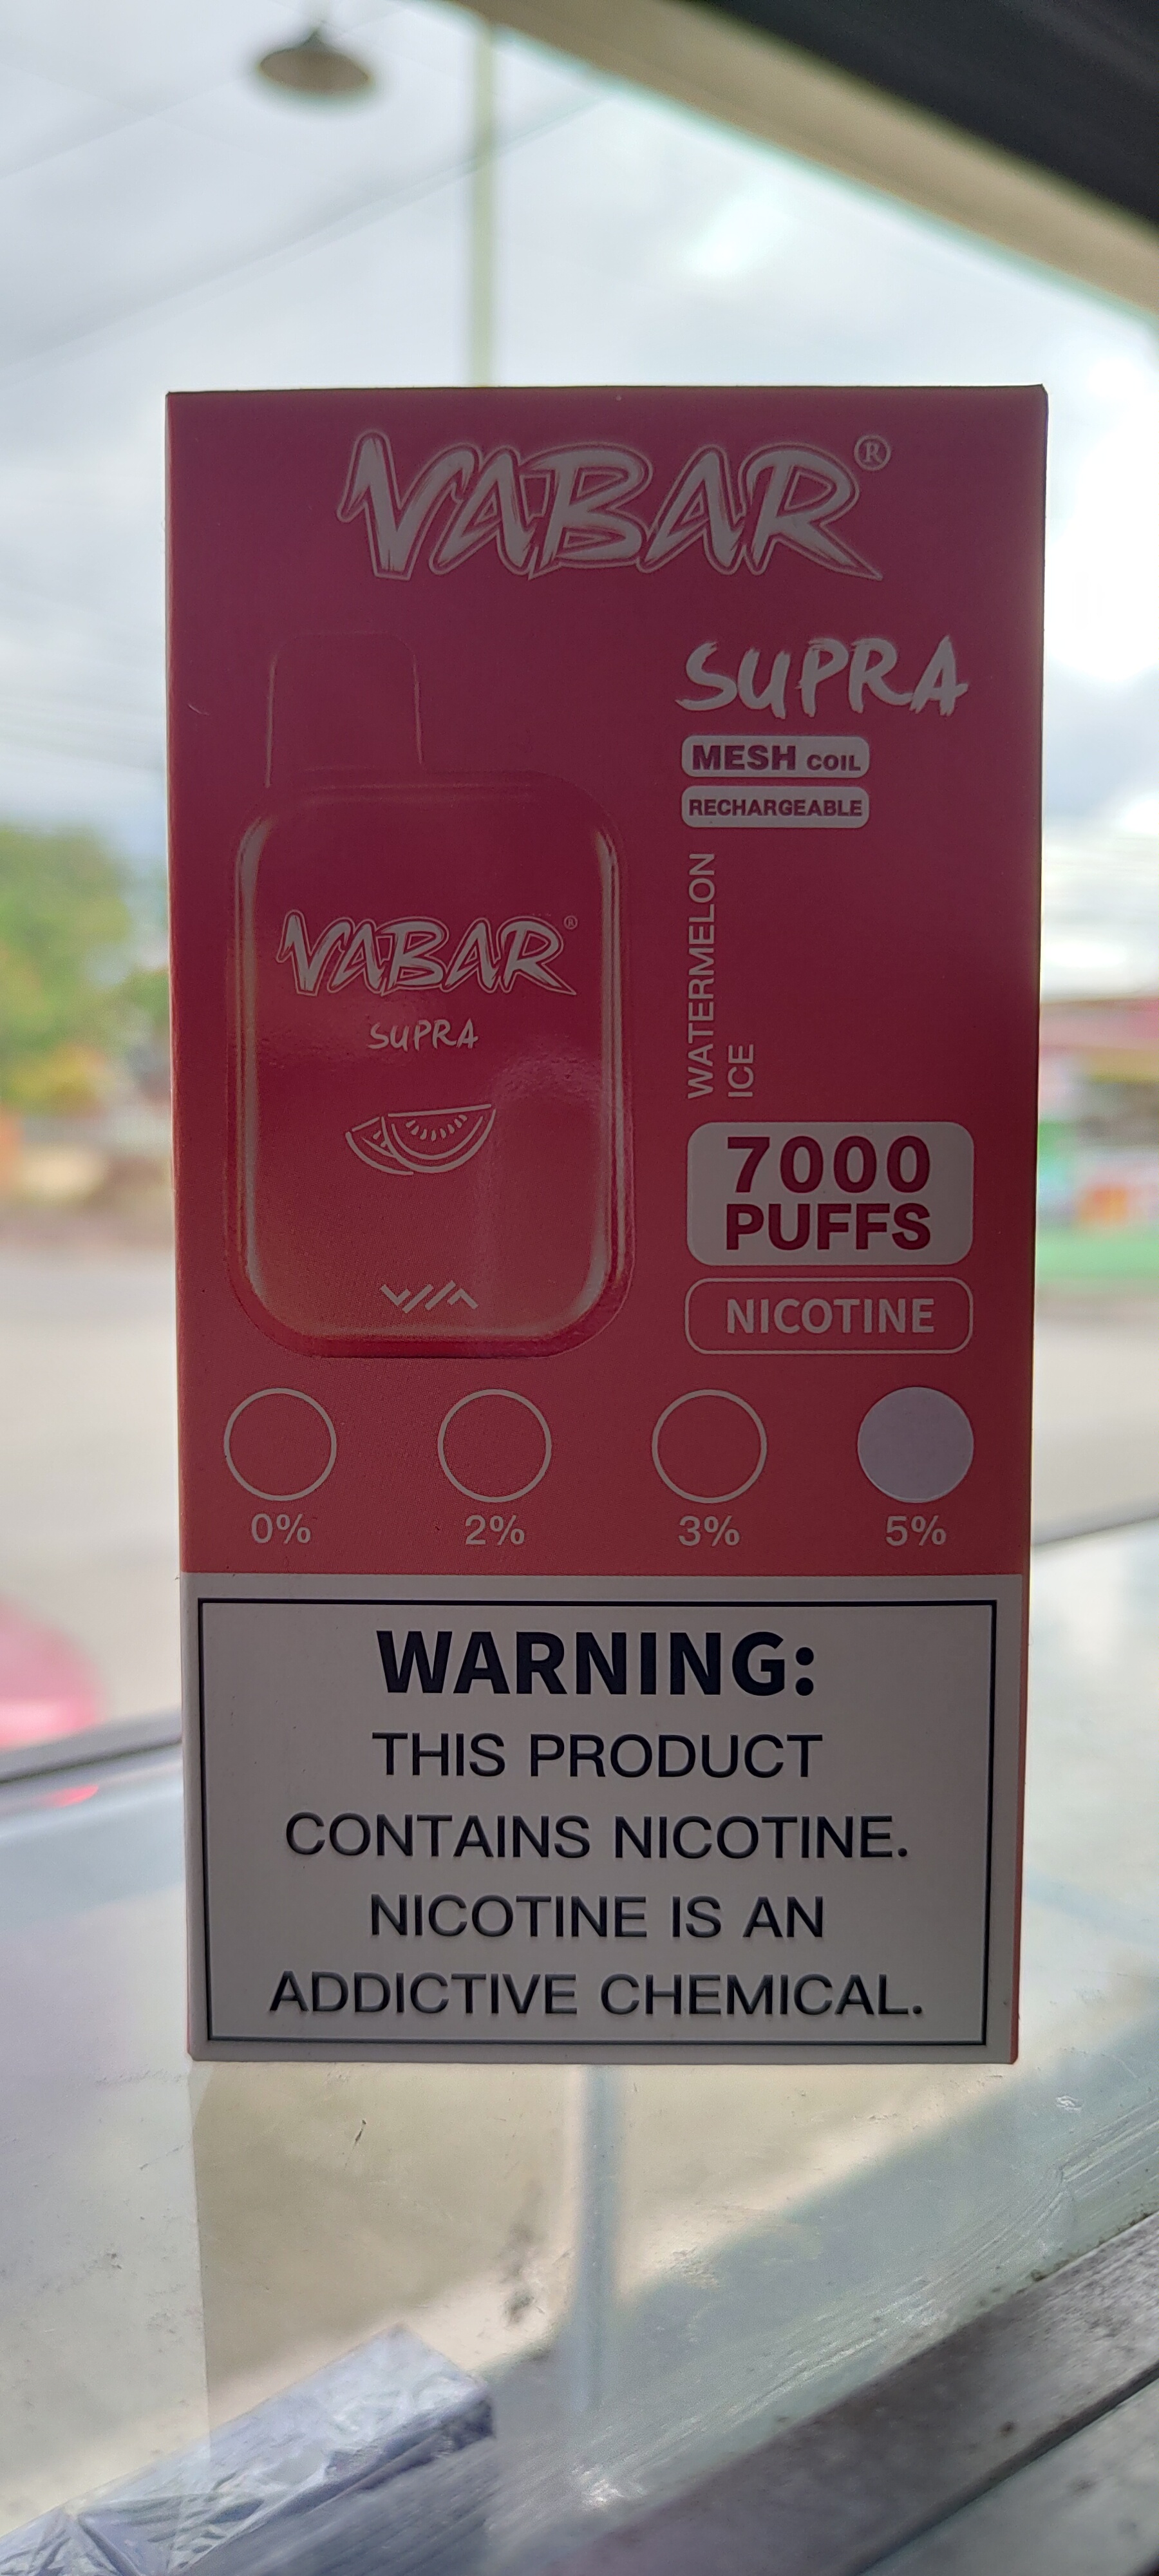 VABAR®
SUPRA
MESH COIL
RECHARGEABLE
WATERMELON
ICE
VABAR®
SUPRA
7000
PUFFS
NICOTINE
0% 2% 3% 5%
WARNING:
THIS PRODUCT
CONTAINS NICOTINE.
NICOTINE IS AN
ADDICTIVE CHEMICAL.